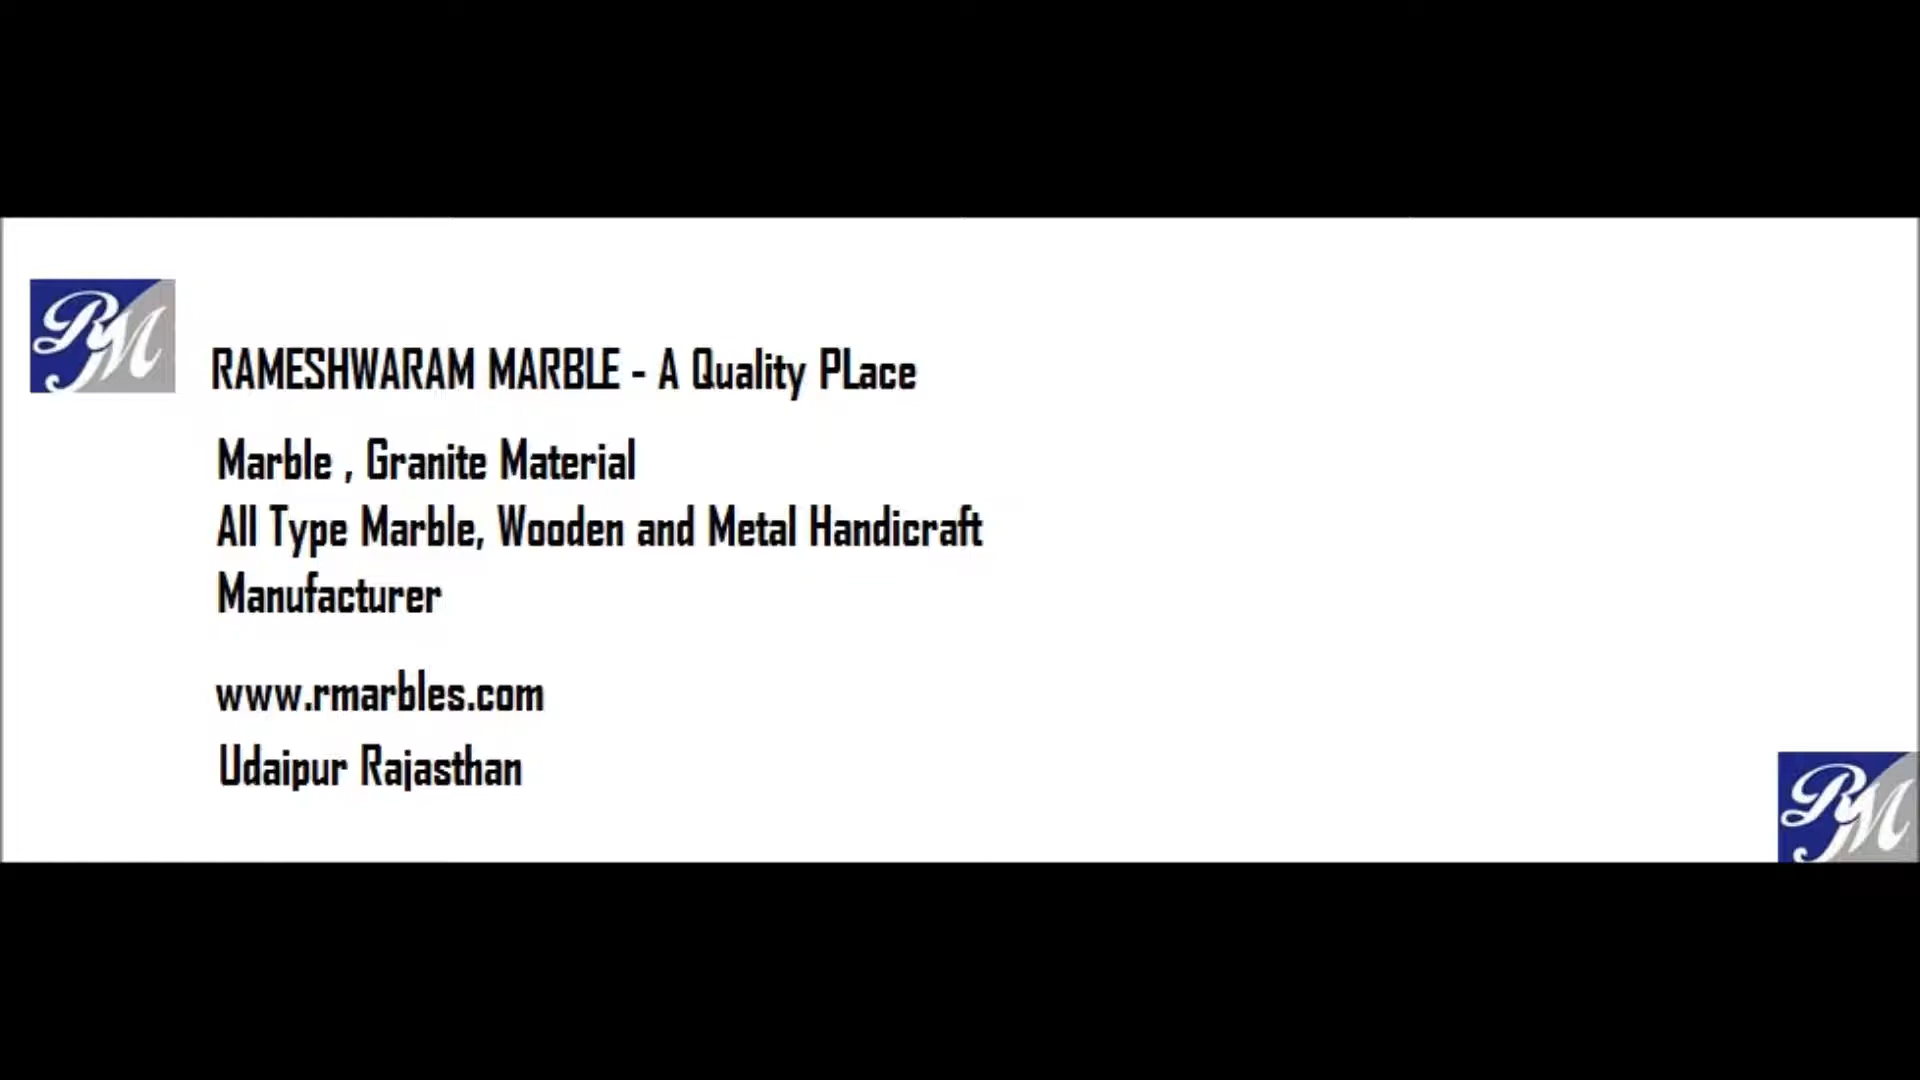 RM
RAMESHWARAM MARBLE - A Quality PLace
Marble , Granite Material
All Type Marble, Wooden and Metal Handicraft
Manufacturer
www.rmarbles.com
Udaipur Rajasthan
RM